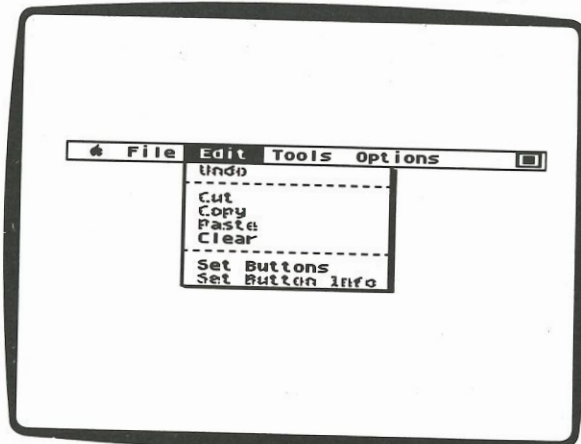 File Edit Tools Options
Undo
Cut
Copy
Paste
Clear
Set Buttons
Set Button Info